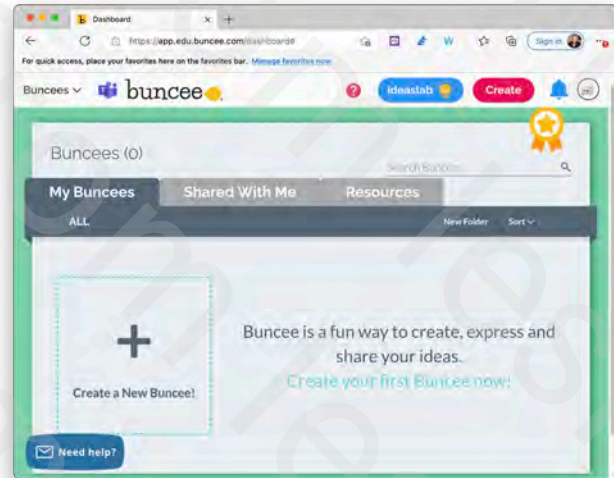 Dashboard
https://app.edu.buncee.com/dashboard#
Sign in
For quick access, place your favorites here on the favorites bar. Manage favorites now
Buncees
buncee
?
ideaslab
Create
Buncees (0)
Search Buncees
My Buncees
Shared With Me
Resources
ALL
New Folder
Sort
+
Create a New Buncee!
Buncee is a fun way to create, express and
share your ideas.
Create your first Buncee now!
Need help?